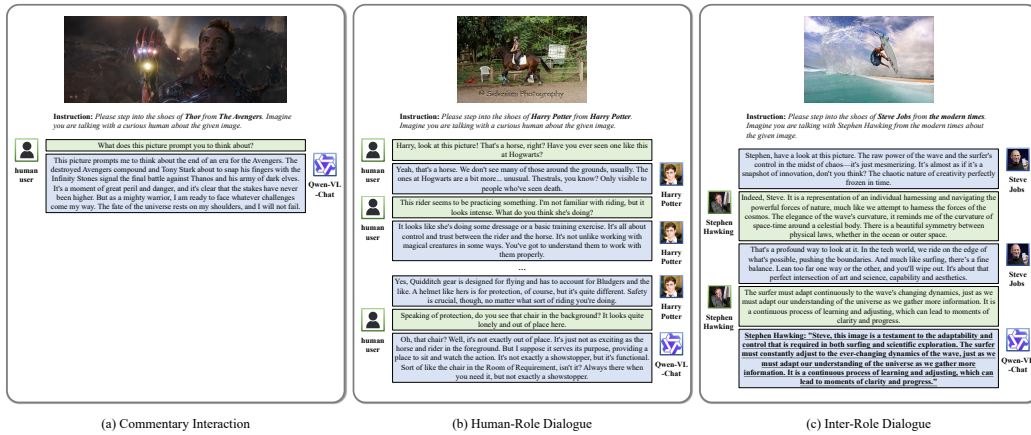 Instruction: Please step into the shoes of Thor from The Avengers. Imagine
you are talking with a curious human about the given image.
What does this picture prompt you to think about?
human
user
This picture prompts me to think about the end of an era for the Avengers. The
destroyed Avengers compound and Tony Stark about to snap his fingers with the
Infinity Stones signal the final battle against Thanos and his army of dark elves.
It's a moment of great peril and danger, and it's clear that the stakes have never
been higher. But as a mighty warrior, I am ready to face whatever challenges
come my way. The fate of the universe rests on my shoulders, and I will not fail.
Qwen-VL
-Chat
(a) Commentary Interaction
© Sidezien Photography
Instruction: Please step into the shoes of Harry Potter from Harry Potter.
Imagine you are talking with a curious human about the given image.
Harry, look at this picture! That's a horse, right? Have you ever seen one like this
at Hogwarts?
human
user
Yeah, that's a horse. We don't see many of those around the grounds, usually. The
ones at Hogwarts are a bit more... unusual. Thestrals, you know? Only visible to
people who've seen death.
Harry
Potter
This rider seems to be practicing something. I'm not familiar with riding, but it
looks intense. What do you think she's doing?
human
user
It looks like she's doing some dressage or a basic training exercise. It's all about
control and trust between the rider and the horse. It's not unlike working with
magical creatures in some ways. You've got to understand them to work with
them properly.
Harry
Potter
...
Yes, Quidditch gear is designed for flying and has to account for Bludgers and the
like. A helmet like hers is for protection, of course, but it's quite different. Safety
is crucial, though, no matter what sort of riding you're doing.
Harry
Potter
Speaking of protection, do you see that chair in the background? It looks quite
lonely and out of place here.
human
user
Oh, that chair? Well, it's not exactly out of place. It's just not as exciting as the
horse and rider in the foreground. But I suppose it serves its purpose, providing a
place to sit and watch the action. It's not exactly a showstopper, but it's functional.
Sort of like the chair in the Room of Requirement, isn't it? Always there when
you need it, but not exactly a showstopper.
Qwen-VL
-Chat
(b) Human-Role Dialogue
Instruction: Please step into the shoes of Steve Jobs from the modern times.
Imagine you are talking with Stephen Hawking from the modern times about
the given image.
Stephen, have a look at this picture. The raw power of the wave and the surfer's
control in the midst of chaos—it's just mesmerizing. It's almost as if it's a
snapshot of innovation, don't you think? The chaotic nature of creativity perfectly
frozen in time.
Steve
Jobs
Indeed, Steve. It is a representation of an individual harnessing and navigating the
powerful forces of nature, much like we attempt to harness the forces of the
cosmos. The elegance of the wave's curvature, it reminds me of the curvature of
space-time around a celestial body. There is a beautiful symmetry between
physical laws, whether in the ocean or outer space.
Stephen
Hawking
That's a profound way to look at it. In the tech world, we ride on the edge of
what's possible, pushing the boundaries. And much like surfing, there's a fine
balance. Lean too far one way or the other, and you'll wipe out. It's about that
perfect intersection of art and science, capability and aesthetics.
Steve
Jobs
The surfer must adapt continuously to the wave's changing dynamics, just as we
must adapt our understanding of the universe as we gather more information. It is
a continuous process of learning and adjusting, which can lead to moments of
clarity and progress.
Stephen
Hawking
Stephen Hawking: "Steve, this image is a testament to the adaptability and
control that is required in both surfing and scientific exploration. The surfer
must constantly adjust to the ever-changing dynamics of the wave, just as we
must adapt our understanding of the universe as we gather more
information. It is a continuous process of learning and adjusting, which can
lead to moments of clarity and progress."
Qwen-VL
-Chat
(c) Inter-Role Dialogue